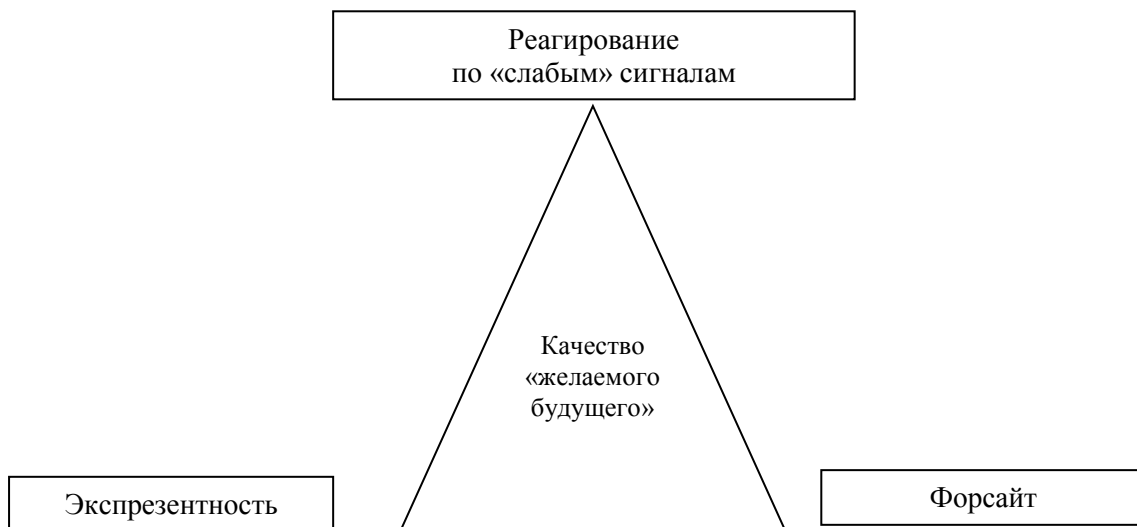 Реагирование
по «слабым» сигналам
Качество
«желаемого
будущего»
Экспрезентность
Форсайт